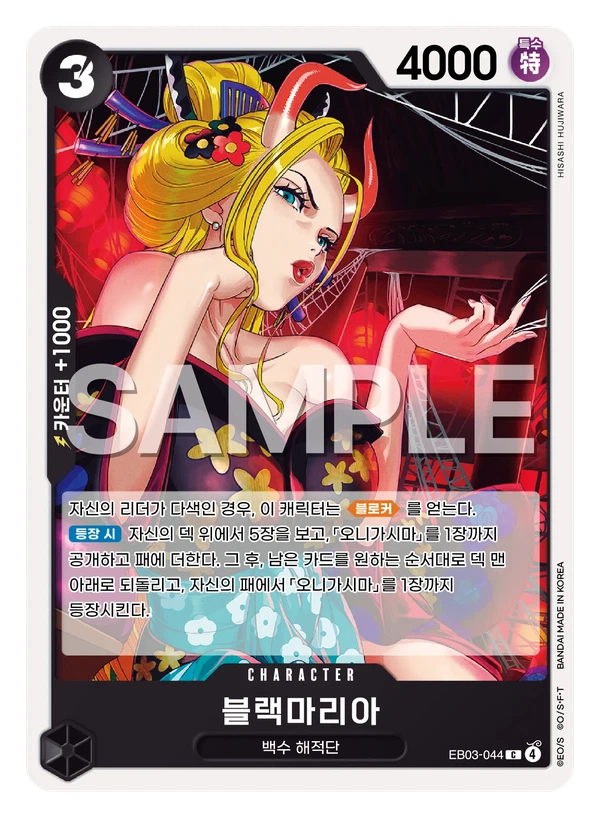 3
4000
특수
特
HISASHI HUJIWARA
카운터 +1000
SAMPLE
자신의 리더가 다색인 경우, 이 캐릭터는 블로커 를 얻는다.
등장 시 자신의 덱 위에서 5장을 보고, 「오니가시마」를 1장까지
공개하고 패에 더한다. 그 후, 남은 카드를 원하는 순서대로 덱 맨
아래로 되돌리고, 자신의 패에서 「오니가시마」를 1장까지
등장시킨다.
CHARACTER
블랙마리아
백수 해적단
EB03-044 C 4
©EO/S ©O/S·F·T BANDAI MADE IN KOREA